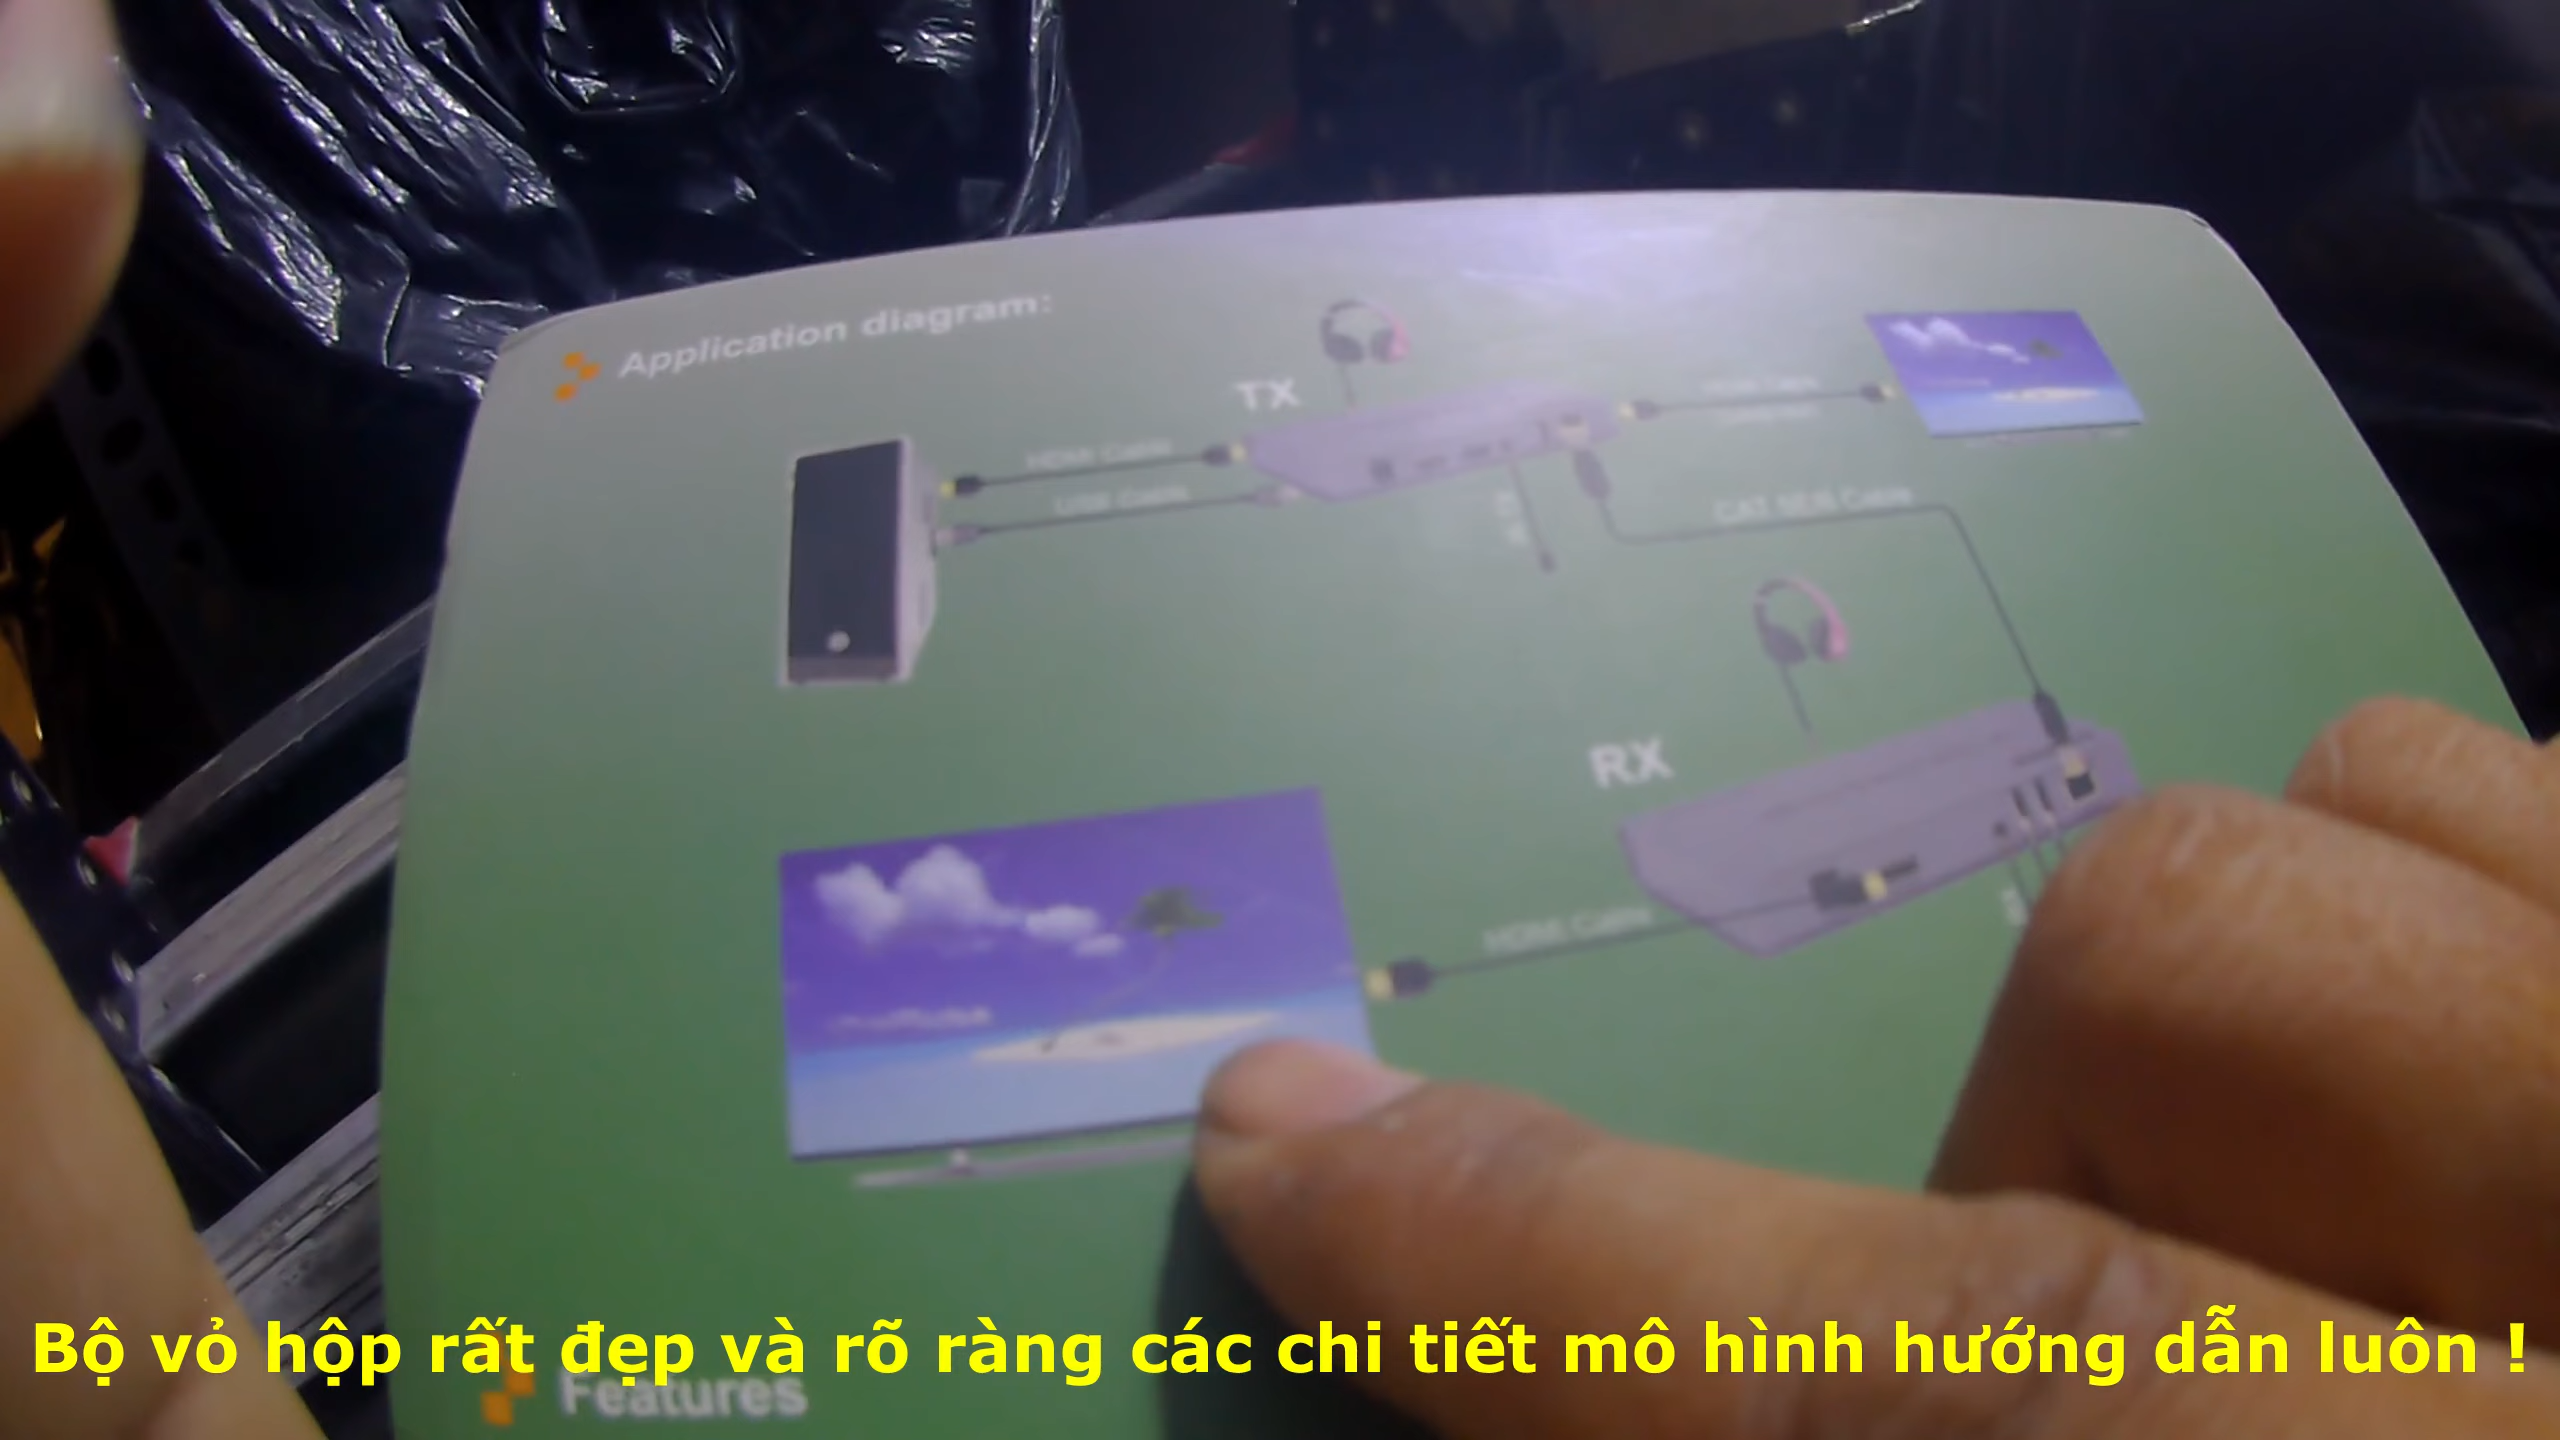 Application diagram:
TX
HDMI Cable
USB Cable
CAT 5E/6 Cable
RX
HDMI Cable
Features
Bộ vỏ hộp rất đẹp và rõ ràng các chi tiết mô hình hướng dẫn luôn !